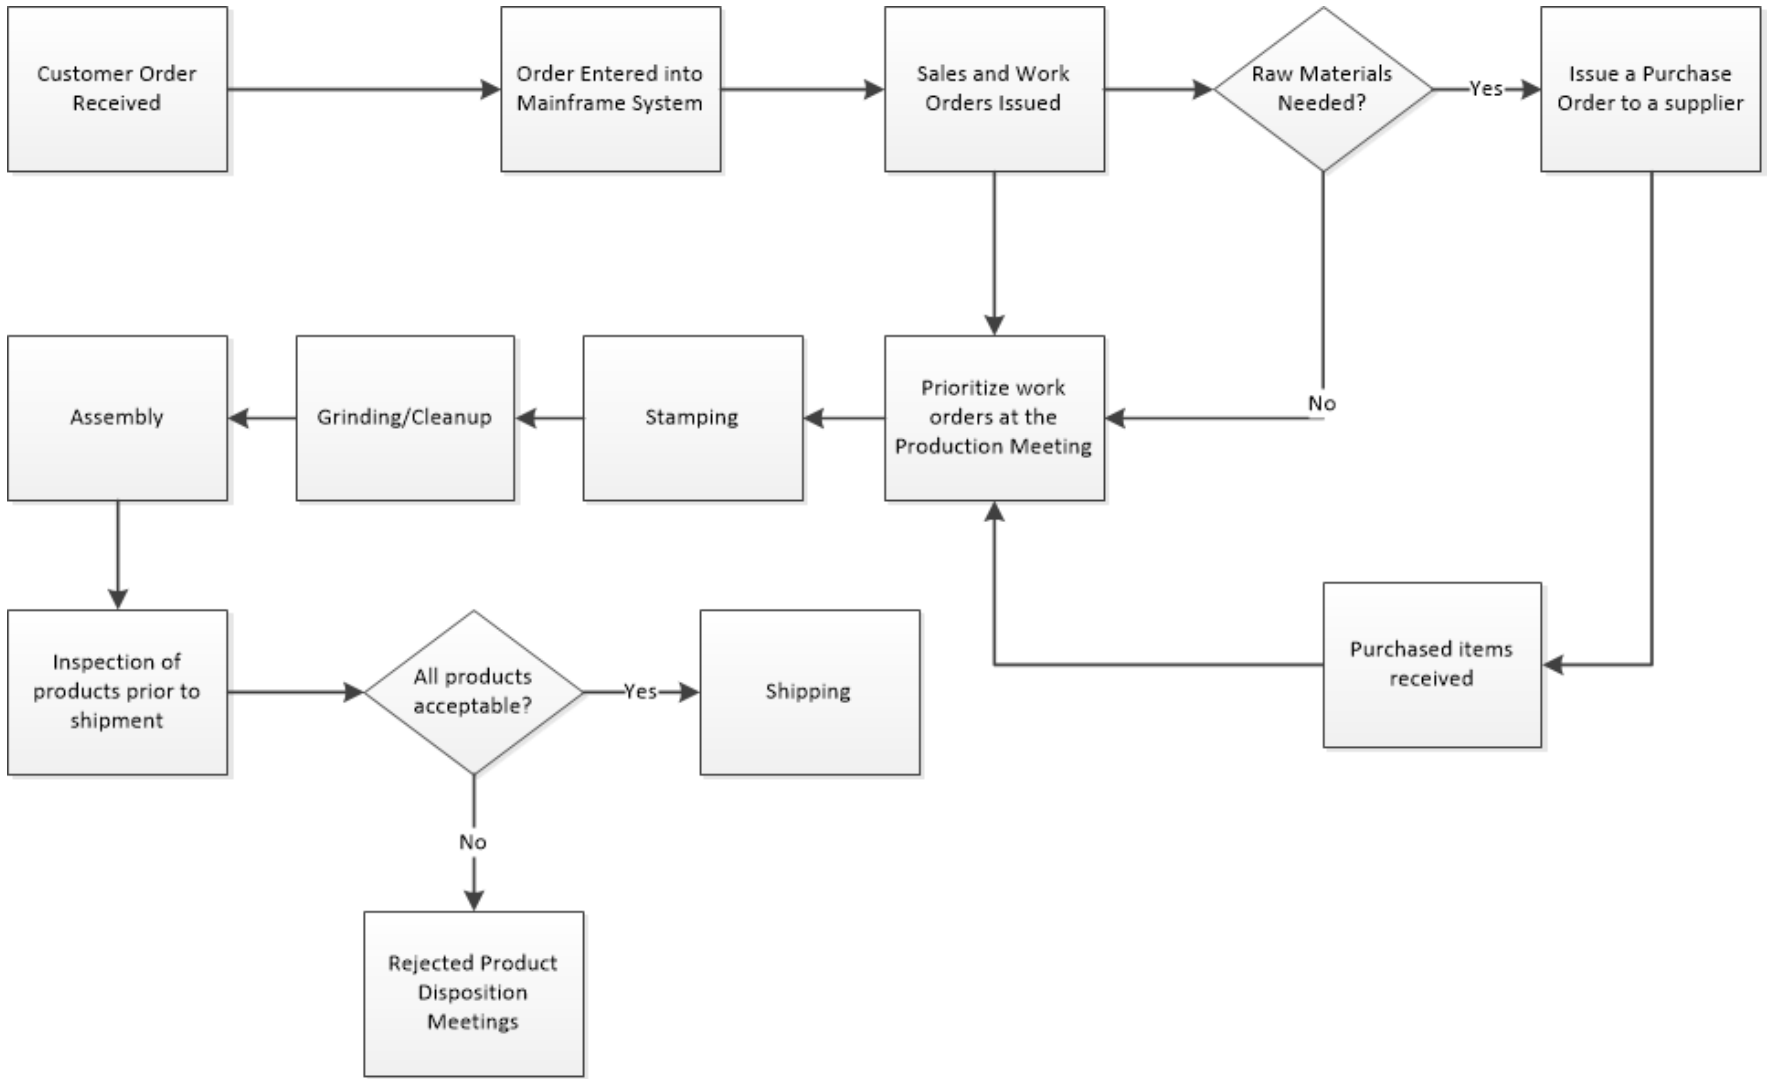 Customer Order
Received
Order Entered into
Mainframe System
Sales and Work
Orders Issued
Raw Materials
Needed?
Yes
Issue a Purchase
Order to a supplier
No
Assembly
Grinding/Cleanup
Stamping
Prioritize work
orders at the
Production Meeting
Purchased items
received
Inspection of
products prior to
shipment
All products
acceptable?
Yes
Shipping
No
Rejected Product
Disposition
Meetings